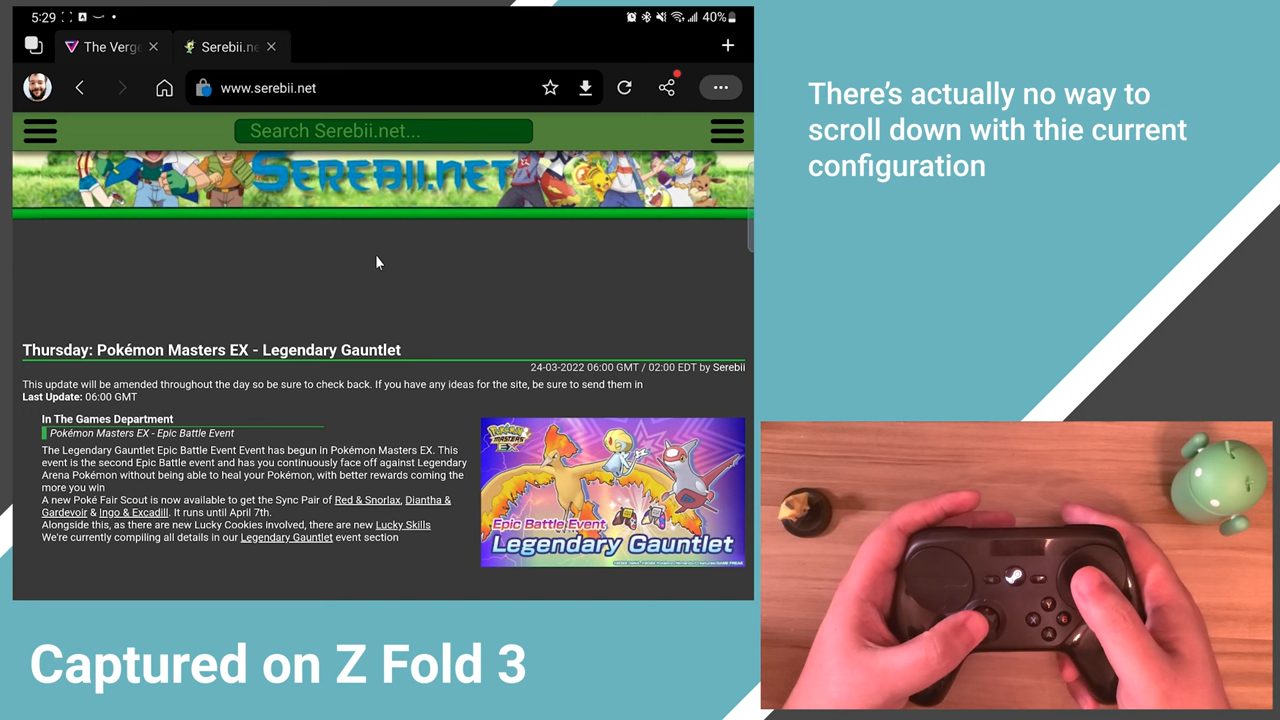 5:29
40%
The Verge
Serebii.ne
www.serebii.net
Search Serebii.net...
SEREBII.NET
Thursday: Pokémon Masters EX - Legendary Gauntlet
24-03-2022 06:00 GMT / 02:00 EDT by Serebii
This update will be amended throughout the day so be sure to check back. If you have any ideas for the site, be sure to send them in
Last Update: 06:00 GMT
In The Games Department
Pokémon Masters EX - Epic Battle Event
The Legendary Gauntlet Epic Battle Event Event has begun in Pokémon Masters EX. This
event is the second Epic Battle event and has you continuously face off against Legendary
Arena Pokémon without being able to heal your Pokémon, with better rewards coming the
more you win
A new Poké Fair Scout is now available to get the Sync Pair of Red & Snorlax, Diantha &
Gardevoir & Ingo & Excadill. It runs until April 7th.
Alongside this, as there are new Lucky Cookies involved, there are new Lucky Skills
We're currently compiling all details in our Legendary Gauntlet event section
POKÉMON
MASTERS
EX
Epic Battle Event
Legendary Gauntlet
There's actually no way to
scroll down with thie current
configuration
Y
X
B
A
Captured on Z Fold 3